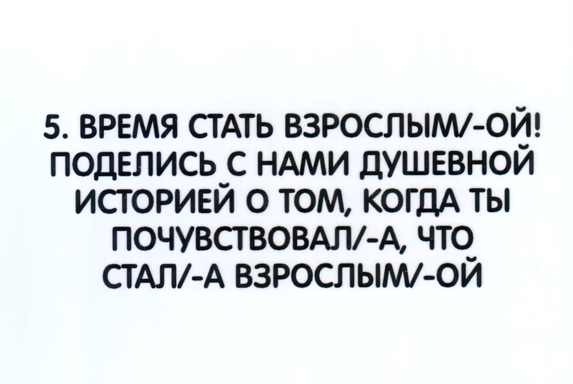 5. ВРЕМЯ СТАТЬ ВЗРОСЛЫМ/-ОЙ!
ПОДЕЛИСЬ С НАМИ ДУШЕВНОЙ
ИСТОРИЕЙ О ТОМ, КОГДА ТЫ
ПОЧУВСТВОВАЛ/-А, ЧТО
СТАЛ/-А ВЗРОСЛЫМ/-ОЙ